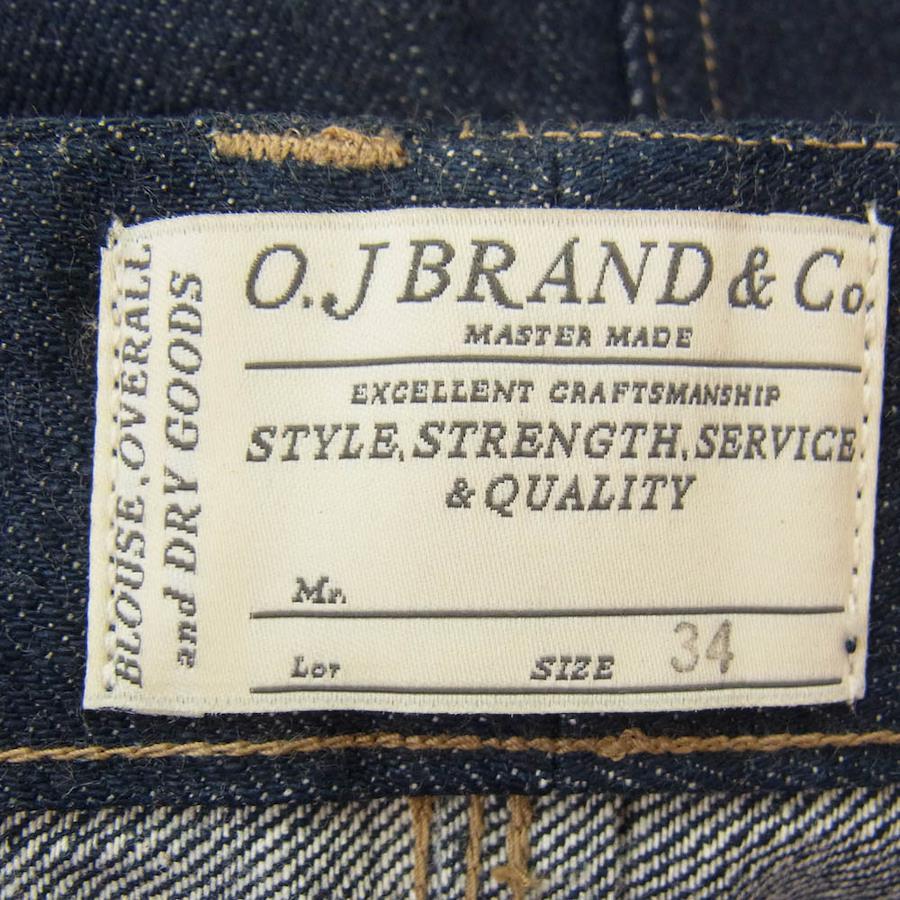 O.J BRAND & Co.
MASTER MADE
EXCELLENT CRAFTSMANSHIP
STYLE, STRENGTH, SERVICE
& QUALITY
Mr.
Lot SIZE 34
BLOUSE, OVERALL
and DRY GOODS